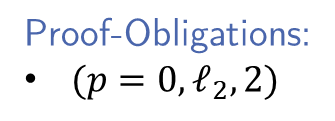 Proof-Obligations:
• (𝑝 = 0, ℓ₂, 2)